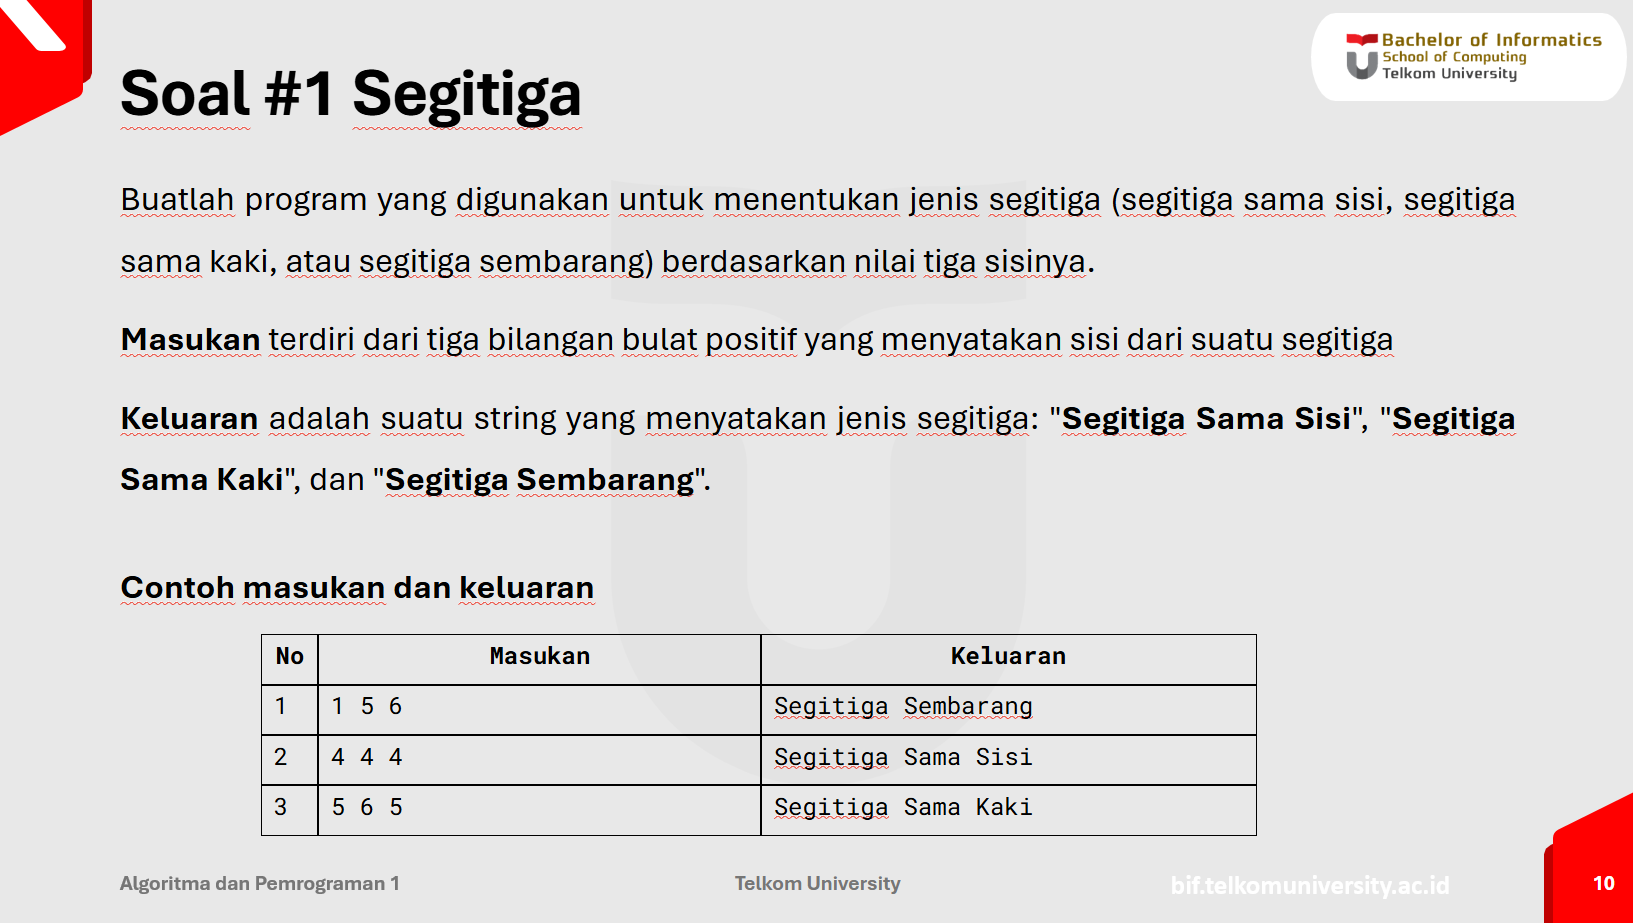 Bachelor of Informatics
School of Computing
Telkom University
Soal #1 Segitiga
Buatlah program yang digunakan untuk menentukan jenis segitiga (segitiga sama sisi, segitiga
sama kaki, atau segitiga sembarang) berdasarkan nilai tiga sisinya.
Masukan terdiri dari tiga bilangan bulat positif yang menyatakan sisi dari suatu segitiga
Keluaran adalah suatu string yang menyatakan jenis segitiga: "Segitiga Sama Sisi", "Segitiga
Sama Kaki", dan "Segitiga Sembarang".
Contoh masukan dan keluaran
No Masukan Keluaran
1 1 5 6 Segitiga Sembarang
2 4 4 4 Segitiga Sama Sisi
3 5 6 5 Segitiga Sama Kaki
Algoritma dan Pemrograman 1 Telkom University bif.telkomuniversity.ac.id 10